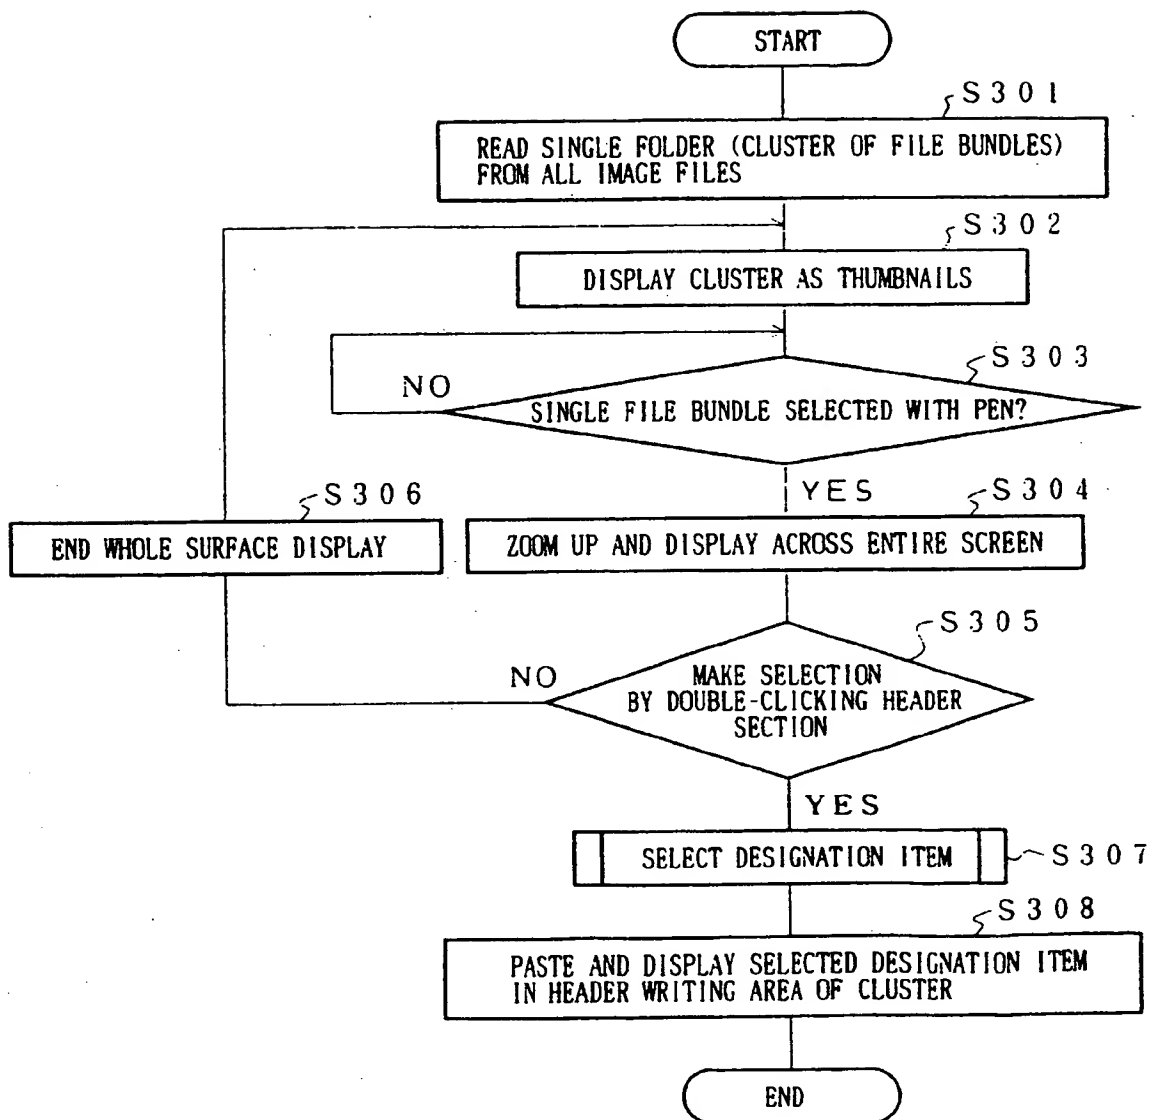 START
S301
READ SINGLE FOLDER (CLUSTER OF FILE BUNDLES)
FROM ALL IMAGE FILES
S302
DISPLAY CLUSTER AS THUMBNAILS
S303
NO
SINGLE FILE BUNDLE SELECTED WITH PEN?
YES
S306
S304
END WHOLE SURFACE DISPLAY
ZOOM UP AND DISPLAY ACROSS ENTIRE SCREEN
S305
NO
MAKE SELECTION
BY DOUBLE-CLICKING HEADER
SECTION
YES
SELECT DESIGNATION ITEM
S307
S308
PASTE AND DISPLAY SELECTED DESIGNATION ITEM
IN HEADER WRITING AREA OF CLUSTER
END